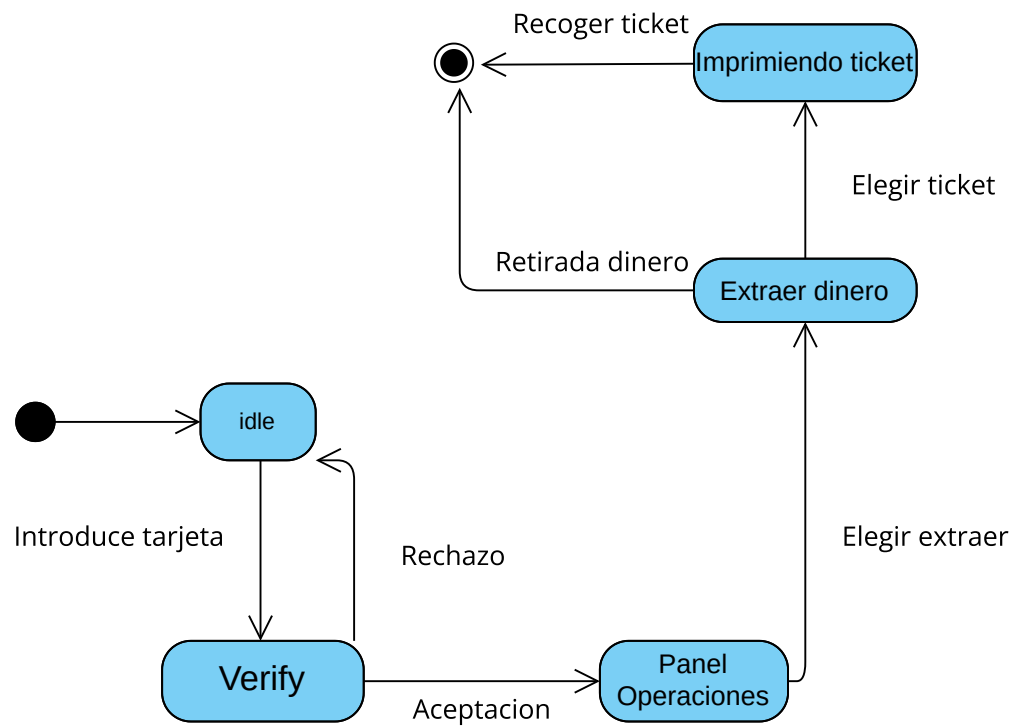 Recoger ticket
Imprimiendo ticket
Elegir ticket
Retirada dinero
Extraer dinero
idle
Introduce tarjeta
Rechazo
Elegir extraer
Verify
Panel
Operaciones
Aceptacion